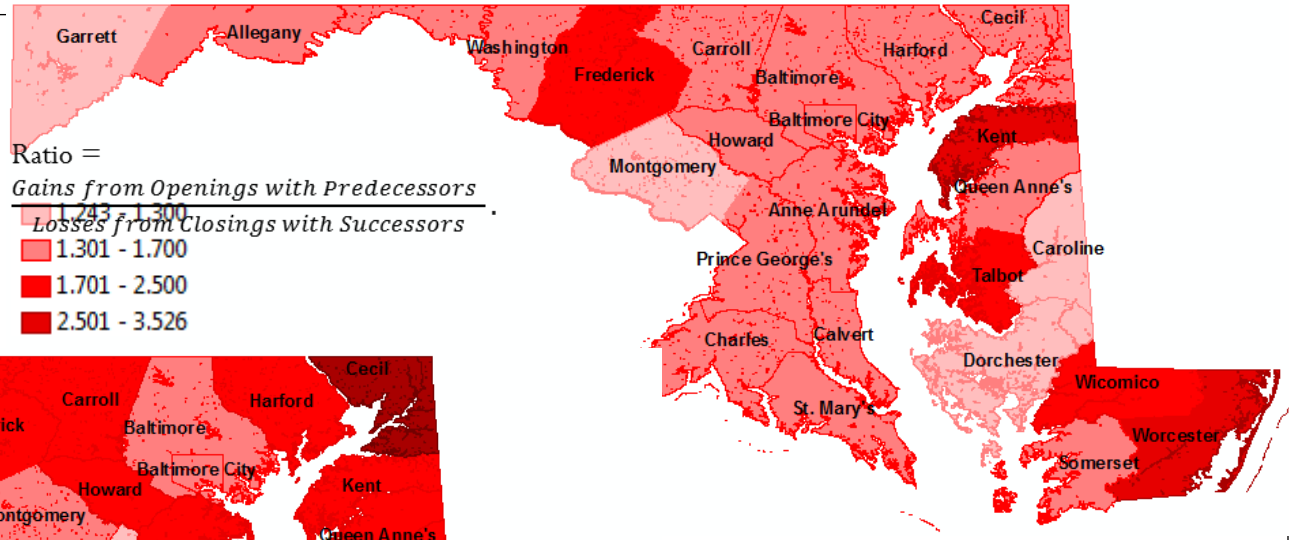 Cecil
Garrett
Allegany
Washington
Carroll
Harford
Frederick
Baltimore
Baltimore City
Kent
Howard
Montgomery
Queen Anne's
Anne Arundel
Caroline
Prince George's
Talbot
Charles
Calvert
Dorchester
Wicomico
St. Mary's
Worcester
Somerset
Ratio =
Gains from Openings with Predecessors
Losses from Closings with Successors
.
1.243 - 1.300
1.301 - 1.700
1.701 - 2.500
2.501 - 3.526
Cecil
Carroll
Harford
ick
Baltimore
Baltimore City
Howard
Kent
ontgomery
Queen Anne's